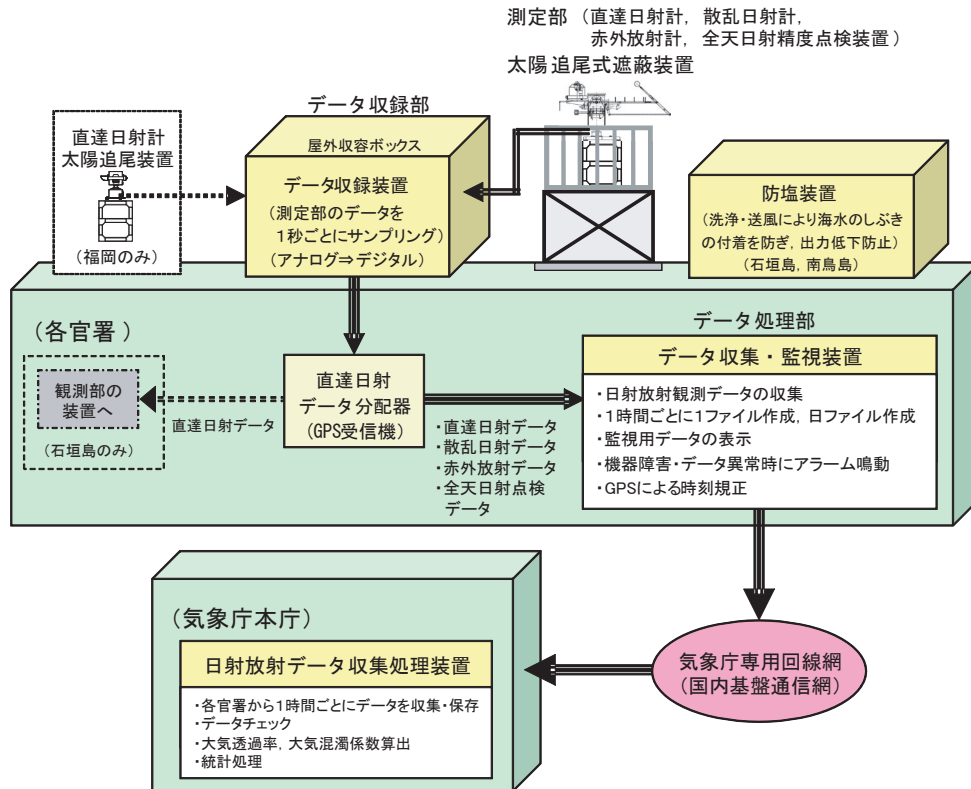 測定部（直達日射計，散乱日射計，
赤外放射計，全天日射精度点検装置）
太陽追尾式遮蔽装置
データ収録部
屋外収容ボックス
データ収録装置
（測定部のデータを
１秒ごとにサンプリング）
（アナログ⇒デジタル）
直達日射計
太陽追尾装置
（福岡のみ）
防塩装置
（洗浄・送風により海水のしぶき
の付着を防ぎ，出力低下防止）
（石垣島，南鳥島）
（各官署）
観測部の
装置へ
（石垣島のみ）
直達日射データ
直達日射
データ分配器
（GPS受信機）
・直達日射データ
・散乱日射データ
・赤外放射データ
・全天日射点検
データ
データ処理部
データ収集・監視装置
・日射放射観測データの収集
・１時間ごとに１ファイル作成，日ファイル作成
・監視用データの表示
・機器障害・データ異常時にアラーム鳴動
・GPSによる時刻規正
気象庁専用回線網
（国内基盤通信網）
（気象庁本庁）
日射放射データ収集処理装置
・各官署から１時間ごとにデータを収集・保存
・データチェック
・大気透過率，大気混濁係数算出
・統計処理